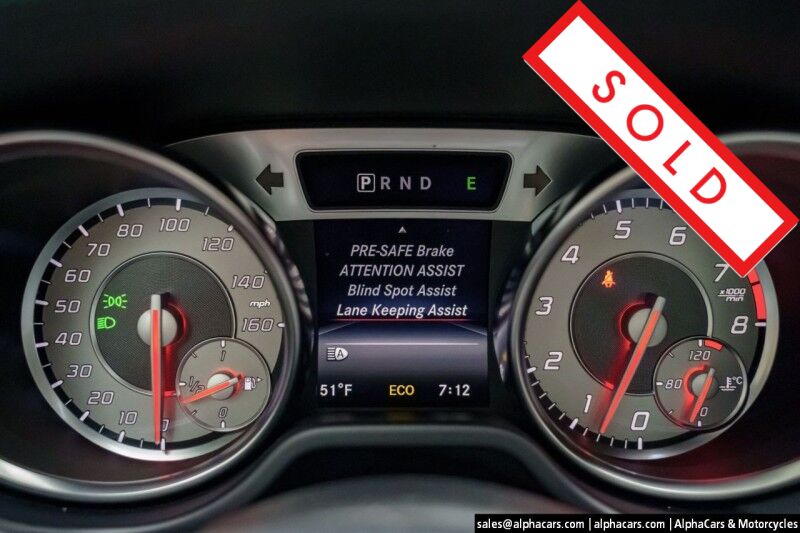 SOLD
P R N D E
PRE-SAFE Brake
ATTENTION ASSIST
Blind Spot Assist
Lane Keeping Assist
A
51°F ECO 7:12
0 10 20 30 40 50 60 70 80 100 120 140 160
mph
1
1/2
0
0 1 2 3 4 5 6 7 8
x1000
min
120
80
°C
0
sales@alphacars.com | alphacars.com | AlphaCars & Motorcycles